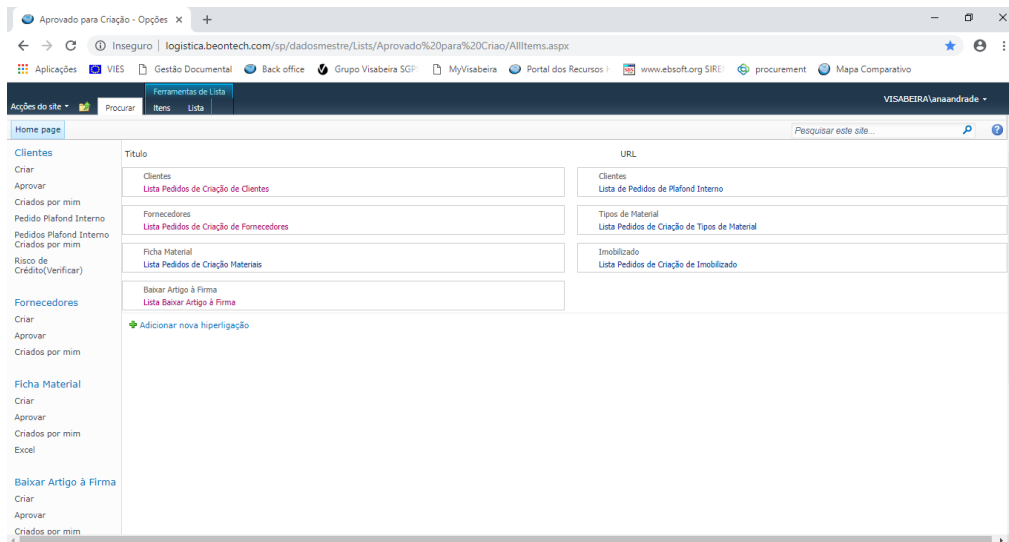 Aprovado para Criação - Opções
Inseguro | logistica.beontech.com/sp/dadosmestre/Lists/Aprovado%20para%20Criao/AllItems.aspx
Aplicações VIES Gestão Documental Back office Grupo Visabeira SGP MyVisabeira Portal dos Recursos www.ebsoft.org SIRE procurement Mapa Comparativo
Ferramentas de Lista
Acções do site Procurar Itens Lista VISABEIRA\anaandrade
Home page Pesquisar este site...
Clientes
Criar
Aprovar
Criados por mim
Pedido Plafond Interno
Pedidos Plafond Interno
Criados por mim
Risco de
Crédito(Verificar)
Fornecedores
Criar
Aprovar
Criados por mim
Ficha Material
Criar
Aprovar
Criados por mim
Excel
Baixar Artigo à Firma
Criar
Aprovar
Criados por mim
Titulo URL
Clientes
Lista Pedidos de Criação de Clientes
Clientes
Lista de Pedidos de Plafond Interno
Fornecedores
Lista Pedidos de Criação de Fornecedores
Tipos de Material
Lista Pedidos de Criação de Tipos de Material
Ficha Material
Lista Pedidos de Criação Materiais
Imobilizado
Lista Pedidos de Criação de Imobilizado
Baixar Artigo à Firma
Lista Baixar Artigo à Firma
Adicionar nova hiperligação